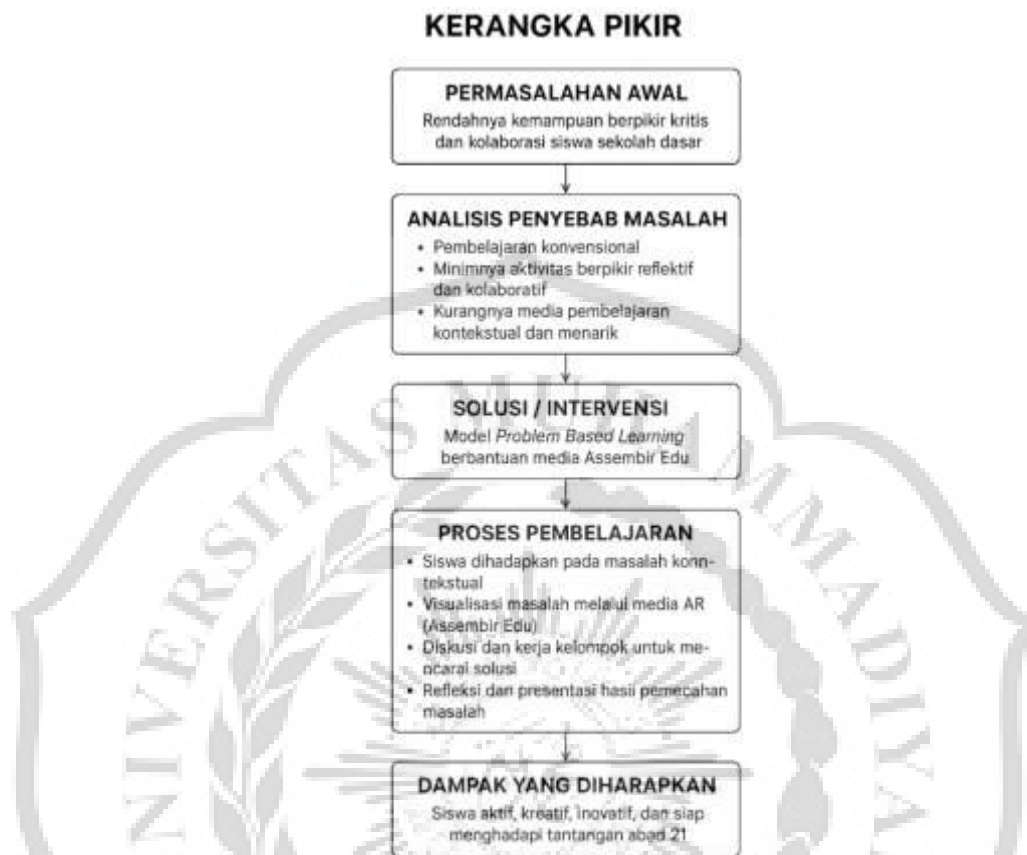 KERANGKA PIKIR
PERMASALAHAN AWAL
Rendahnya kemampuan berpikir kritis
dan kolaborasi siswa sekolah dasar
ANALISIS PENYEBAB MASALAH
• Pembelajaran konvensional
• Minimnya aktivitas berpikir reflektif
dan kolaboratif
• Kurangnya media pembelajaran
kontekstual dan menarik
SOLUSI / INTERVENSI
Model Problem Based Learning
berbantuan media Assembir Edu
PROSES PEMBELAJARAN
• Siswa dihadapkan pada masalah konn-
tekstual
• Visualisasi masalah melalui media AR
(Assembir Edu)
• Diskusi dan kerja kelompok untuk me-
ncarai solusi
• Refleksi dan presentasi hasil pemecahan
masalah
DAMPAK YANG DIHARAPKAN
Siswa aktif, kreatif, inovatif, dan siap
menghadapi tantangan abad 21
UNIVERSITAS MUHAMMADIYA